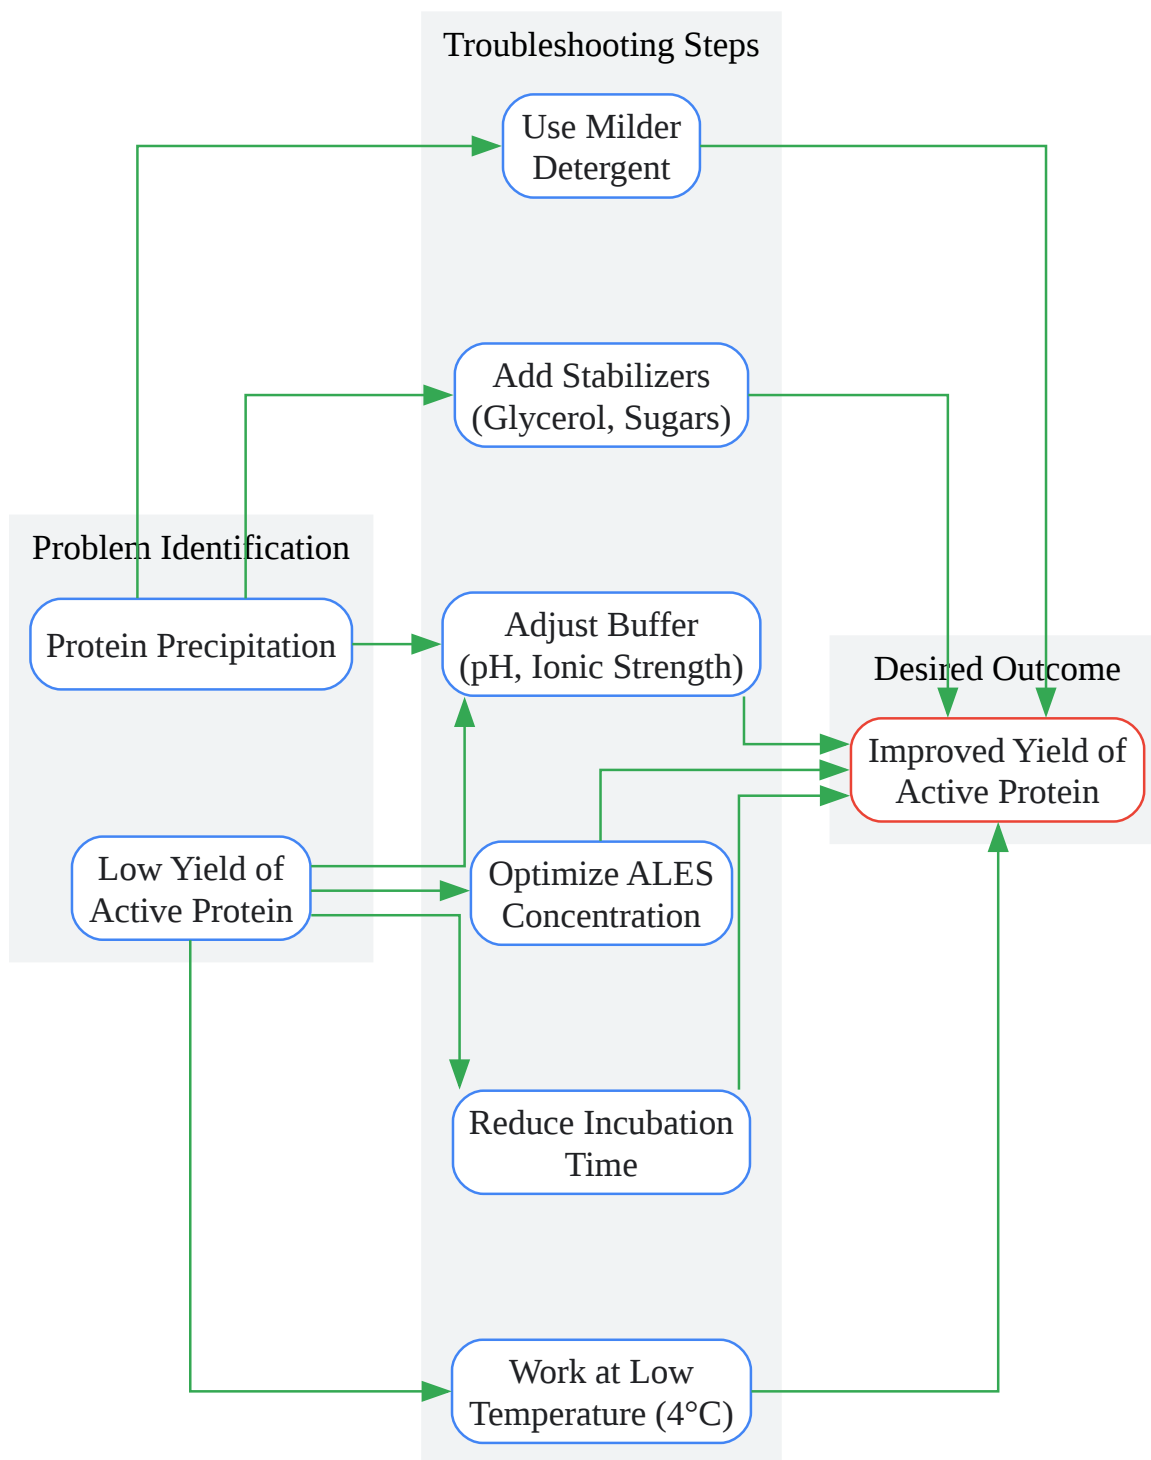 Troubleshooting Steps
Use Milder
Detergent
Add Stabilizers
(Glycerol, Sugars)
Problem Identification
Protein Precipitation
Adjust Buffer
(pH, Ionic Strength)
Desired Outcome
Improved Yield of
Active Protein
Low Yield of
Active Protein
Optimize ALES
Concentration
Reduce Incubation
Time
Work at Low
Temperature (4°C)